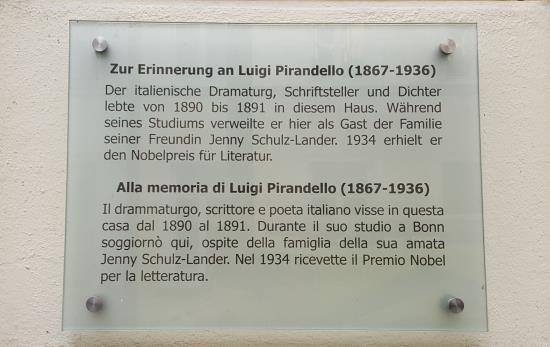 Zur Erinnerung an Luigi Pirandello (1867-1936)
Der italienische Dramaturg, Schriftsteller und Dichter
lebte von 1890 bis 1891 in diesem Haus. Während
seines Studiums verweilte er hier als Gast der Familie
seiner Freundin Jenny Schulz-Lander. 1934 erhielt er
den Nobelpreis für Literatur.
Alla memoria di Luigi Pirandello (1867-1936)
Il drammaturgo, scrittore e poeta italiano visse in questa
casa dal 1890 al 1891. Durante il suo studio a Bonn
soggiornò qui, ospite della famiglia della sua amata
Jenny Schulz-Lander. Nel 1934 ricevette il Premio Nobel
per la letteratura.